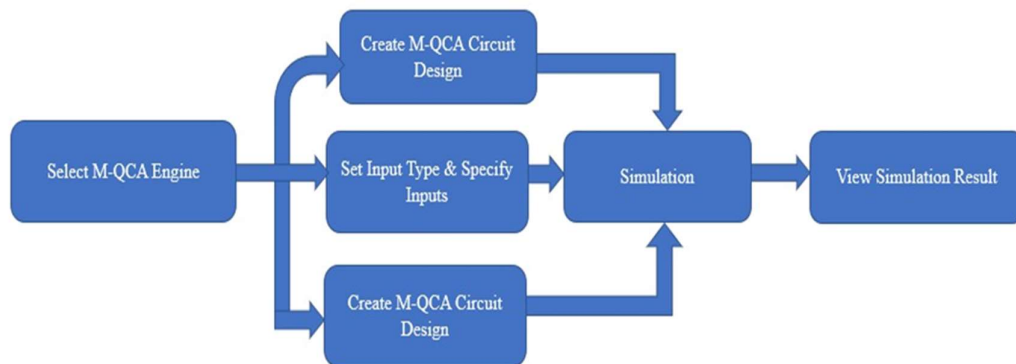 Create M-QCA Circuit
Design
Select M-QCA Engine
Set Input Type & Specify
Inputs
Simulation
View Simulation Result
Create M-QCA Circuit
Design